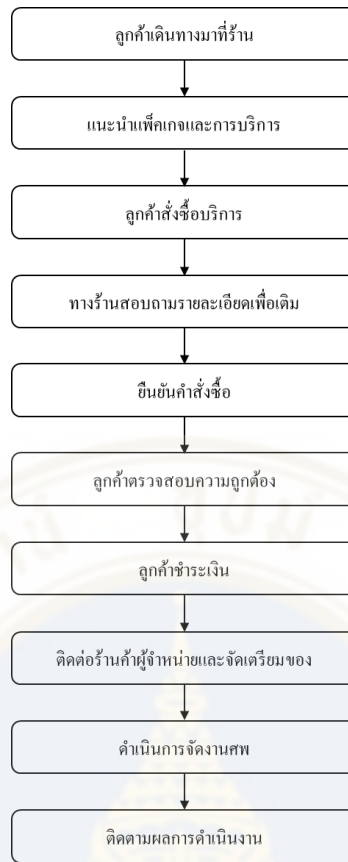 ลูกค้าเดินทางมาที่ร้าน
แนะนำแพ็คเกจและการบริการ
ลูกค้าสั่งซื้อบริการ
ทางร้านสอบถามรายละเอียดเพื่อเติม
ยืนยันคำสั่งซื้อ
ลูกค้าตรวจสอบความถูกต้อง
ลูกค้าชำระเงิน
ติดต่อร้านค้าผู้จำหน่ายและจัดเตรียมของ
ดำเนินการจัดงานศพ
ติดตามผลการดำเนินงาน